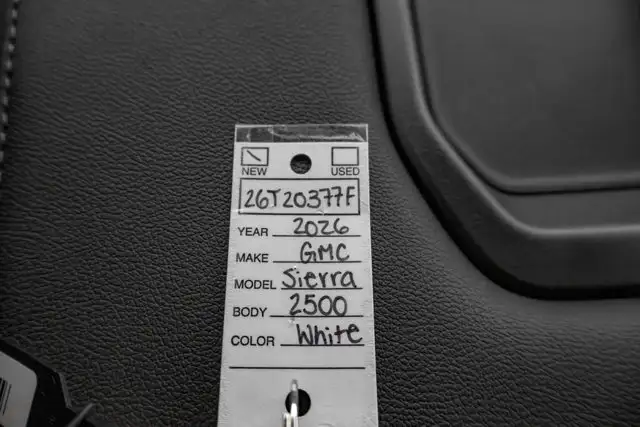 NEW USED
26T20377F
YEAR 2026
MAKE GMC
MODEL Sierra
BODY 2500
COLOR White